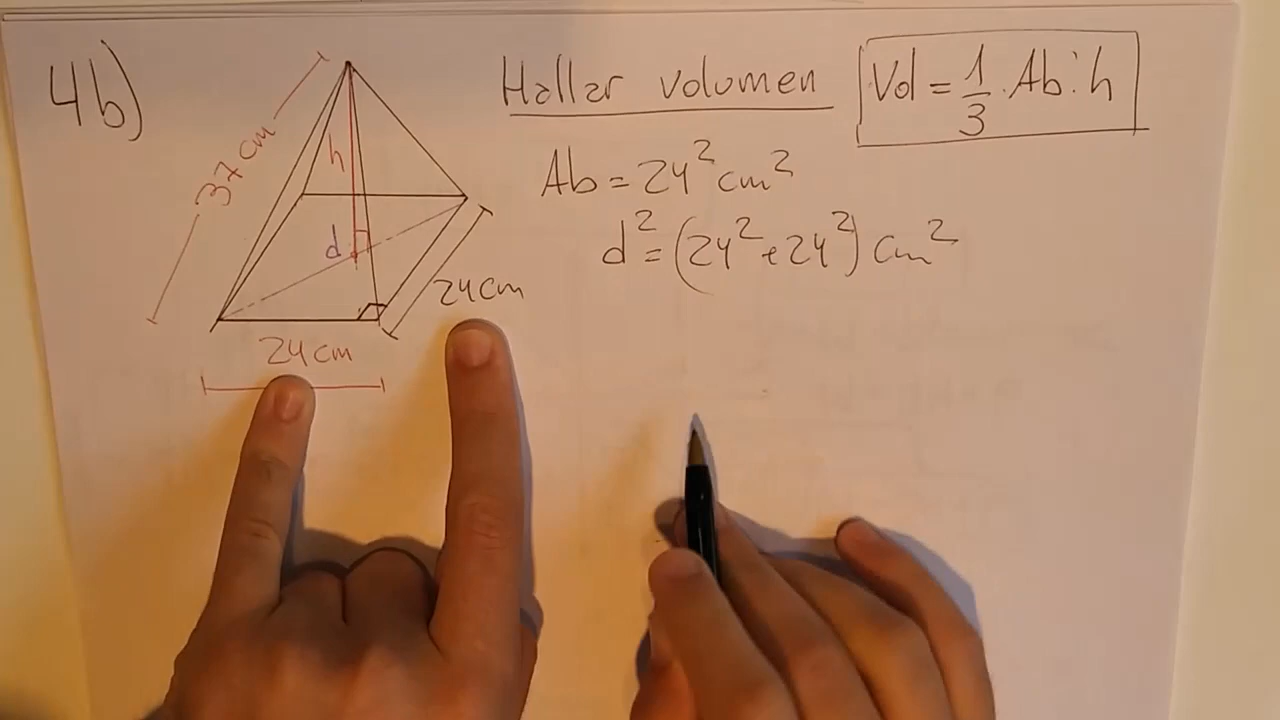 4b)
Hallar volumen
Vol = 1/3 · Ab · h
37 cm
h
d
24 cm
24 cm
Ab = 24² cm²
d² = (24² + 24²) cm²